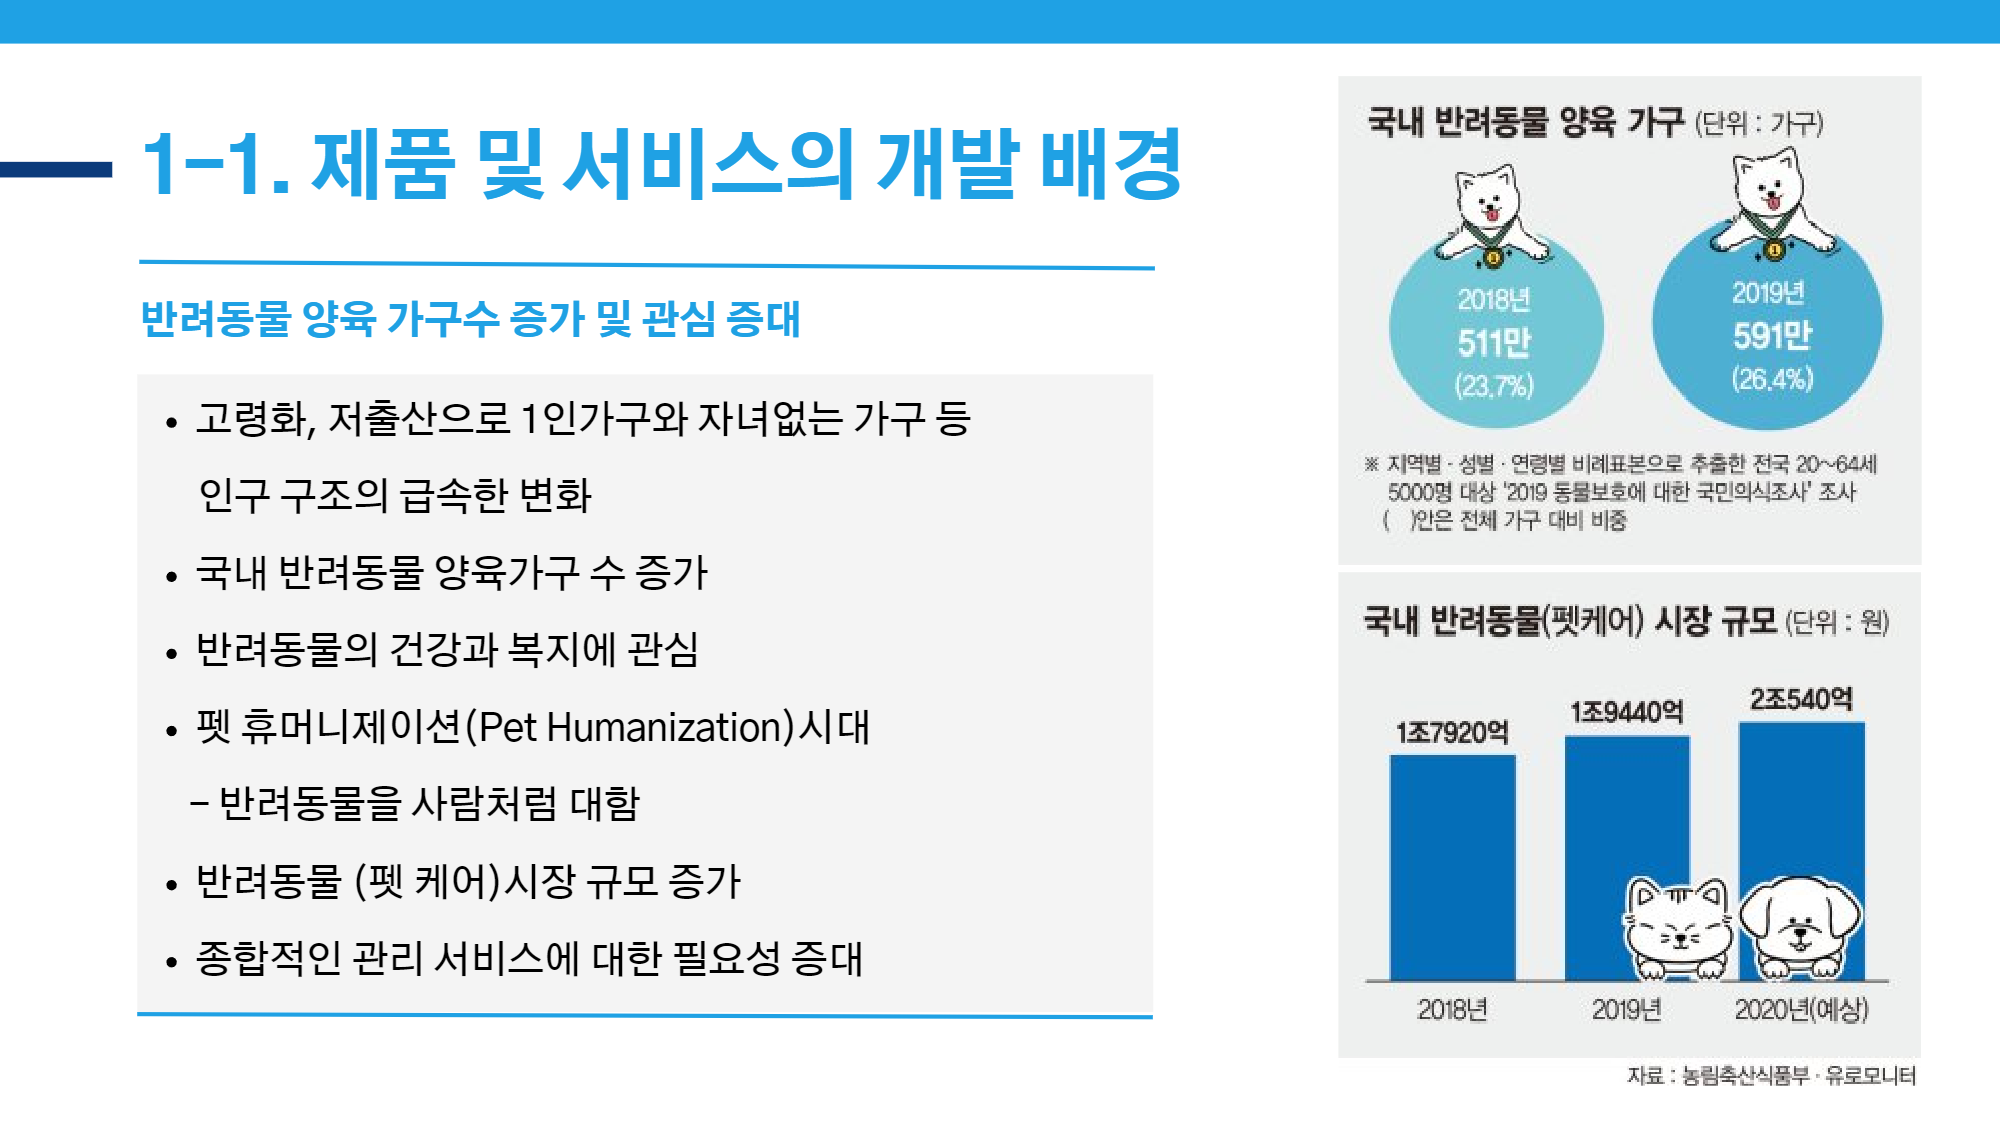 1-1. 제품 및 서비스의 개발 배경
반려동물 양육 가구수 증가 및 관심 증대
• 고령화, 저출산으로 1인가구와 자녀없는 가구 등
인구 구조의 급속한 변화
• 국내 반려동물 양육가구 수 증가
• 반려동물의 건강과 복지에 관심
• 펫 휴머니제이션(Pet Humanization)시대
- 반려동물을 사람처럼 대함
• 반려동물 (펫 케어)시장 규모 증가
• 종합적인 관리 서비스에 대한 필요성 증대
국내 반려동물 양육 가구 (단위 : 가구)
2018년
511만
(23.7%)
2019년
591만
(26.4%)
※ 지역별·성별·연령별 비례표본으로 추출한 전국 20~64세
5000명 대상 '2019 동물보호에 대한 국민의식조사' 조사
( )안은 전체 가구 대비 비중
국내 반려동물(펫케어) 시장 규모 (단위 : 원)
1조7920억
1조9440억
2조540억
2018년
2019년
2020년(예상)
자료 : 농림축산식품부·유로모니터